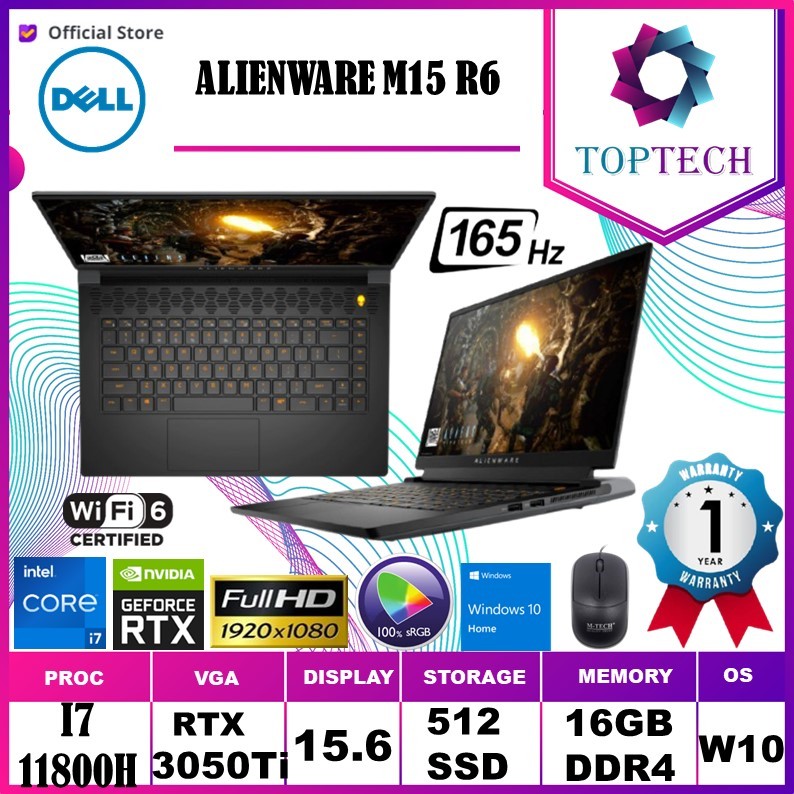 Official Store
DELL
ALIENWARE M15 R6
TOPTECH
165 Hz
ALIENWARE
ALIENWARE
WiFi 6
CERTIFIED
WARRANTY
1
YEAR
WARRANTY
intel
CORE
i7
NVIDIA
GEFORCE
RTX
Full HD
1920x1080
100% sRGB
Windows
Windows 10
Home
M-TECH
PROC
VGA
DISPLAY
STORAGE
MEMORY
OS
I7
11800H
RTX
3050Ti
15.6
512
SSD
16GB
DDR4
W10